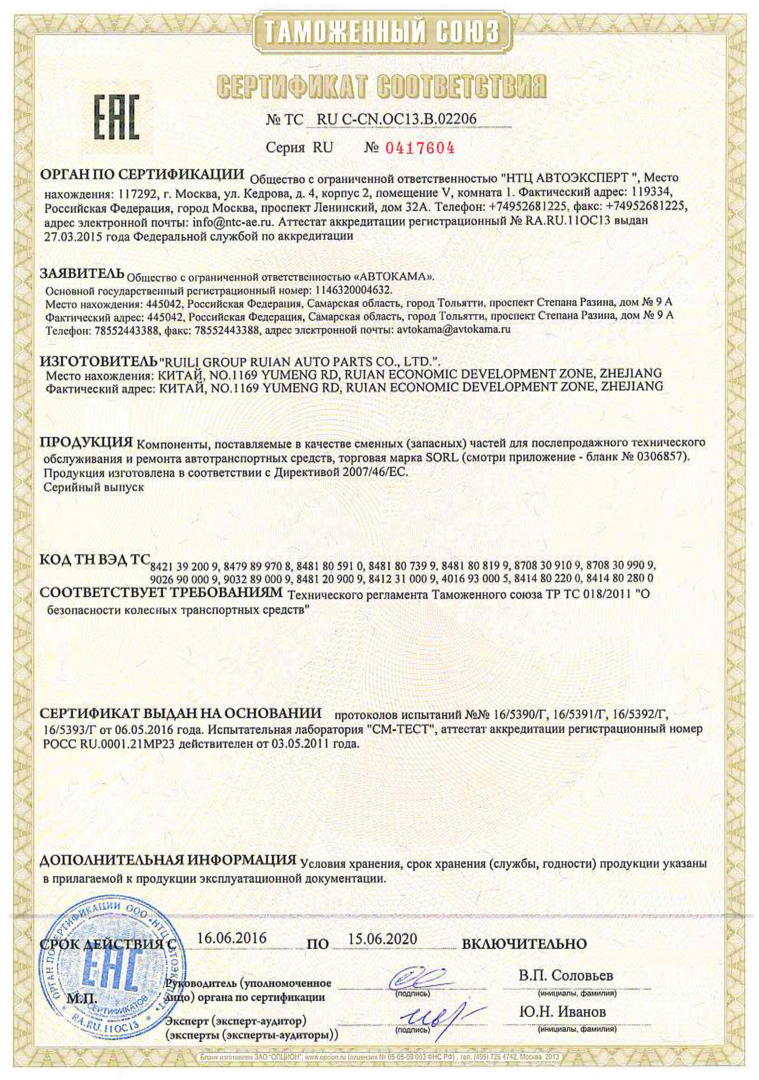 ТАМОЖЕННЫЙ СОЮЗ
СЕРТИФИКАТ СООТВЕТСТВИЯ
ЕАС
№ ТС RU C-CN.ОС13.В.02206
Серия RU № 0417604
ОРГАН ПО СЕРТИФИКАЦИИ Общество с ограниченной ответственностью "НТЦ АВТОЭКСПЕРТ ", Место
нахождения: 117292, г. Москва, ул. Кедрова, д. 4, корпус 2, помещение V, комната 1. Фактический адрес: 119334,
Российская Федерация, город Москва, проспект Ленинский, дом 32А. Телефон: +74952681225, факс: +74952681225,
адрес электронной почты: info@ntc-ae.ru. Аттестат аккредитации регистрационный № RA.RU.11ОС13 выдан
27.03.2015 года Федеральной службой по аккредитации
ЗАЯВИТЕЛЬ Общество с ограниченной ответственностью «АВТОКАМА».
Основной государственный регистрационный номер: 1146320004632.
Место нахождения: 445042, Российская Федерация, Самарская область, город Тольятти, проспект Степана Разина, дом № 9 А
Фактический адрес: 445042, Российская Федерация, Самарская область, город Тольятти, проспект Степана Разина, дом № 9 А
Телефон: 78552443388, факс: 78552443388, адрес электронной почты: avtokama@avtokama.ru
ИЗГОТОВИТЕЛЬ "RUILI GROUP RUIAN AUTO PARTS CO., LTD.".
Место нахождения: КИТАЙ, NO.1169 YUMENG RD, RUIAN ECONOMIC DEVELOPMENT ZONE, ZHEJIANG
Фактический адрес: КИТАЙ, NO.1169 YUMENG RD, RUIAN ECONOMIC DEVELOPMENT ZONE, ZHEJIANG
ПРОДУКЦИЯ Компоненты, поставляемые в качестве сменных (запасных) частей для послепродажного технического
обслуживания и ремонта автотранспортных средств, торговая марка SORL (смотри приложение - бланк № 0306857).
Продукция изготовлена в соответствии с Директивой 2007/46/ЕС.
Серийный выпуск
КОД ТН ВЭД ТС 8421 39 200 9, 8479 89 970 8, 8481 80 591 0, 8481 80 739 9, 8481 80 819 9, 8708 30 910 9, 8708 30 990 9,
9026 90 000 9, 9032 89 000 9, 8481 20 900 9, 8412 31 000 9, 4016 93 000 5, 8414 80 220 0, 8414 80 280 0
СООТВЕТСТВУЕТ ТРЕБОВАНИЯМ Технического регламента Таможенного союза ТР ТС 018/2011 "О
безопасности колесных транспортных средств"
СЕРТИФИКАТ ВЫДАН НА ОСНОВАНИИ протоколов испытаний №№ 16/5390/Г, 16/5391/Г, 16/5392/Г,
16/5393/Г от 06.05.2016 года. Испытательная лаборатория "СМ-ТЕСТ", аттестат аккредитации регистрационный номер
РОСС RU.0001.21МР23 действителен от 03.05.2011 года.
ДОПОЛНИТЕЛЬНАЯ ИНФОРМАЦИЯ Условия хранения, срок хранения (службы, годности) продукции указаны
в прилагаемой к продукции эксплуатационной документации.
СРОК ДЕЙСТВИЯ С 16.06.2016 ПО 15.06.2020 ВКЛЮЧИТЕЛЬНО
ОРГАН ПО СЕРТИФИКАЦИИ ООО «НТЦ АВТОЭКСПЕРТ»
ЕАС
СЕРТИФИКАТОВ
RA.RU.11ОС13
М.П.
Руководитель (уполномоченное
лицо) органа по сертификации
(подпись)
В.П. Соловьев
(инициалы, фамилия)
Эксперт (эксперт-аудитор)
(эксперты (эксперты-аудиторы))
(подпись)
Ю.Н. Иванов
(инициалы, фамилия)
Бланк изготовлен ЗАО "ОПЦИОН", www.opcion.ru (лицензия № 05-05-09/003 ФНС РФ), тел. (495) 726 4742, Москва, 2013